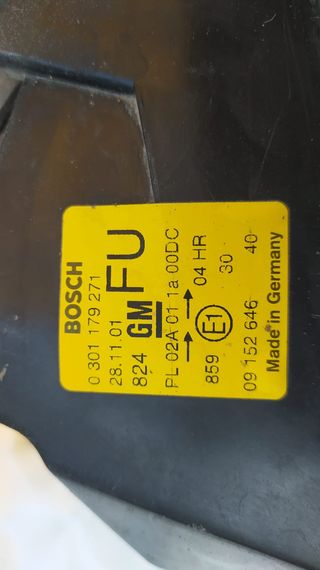 BOSCH
0 301 179 271
28.11.01
824 GM FU
PL 02A 01 1a 00DC
→ →
859 E1 04 HR
30
09 152 646 40
Made in Germany